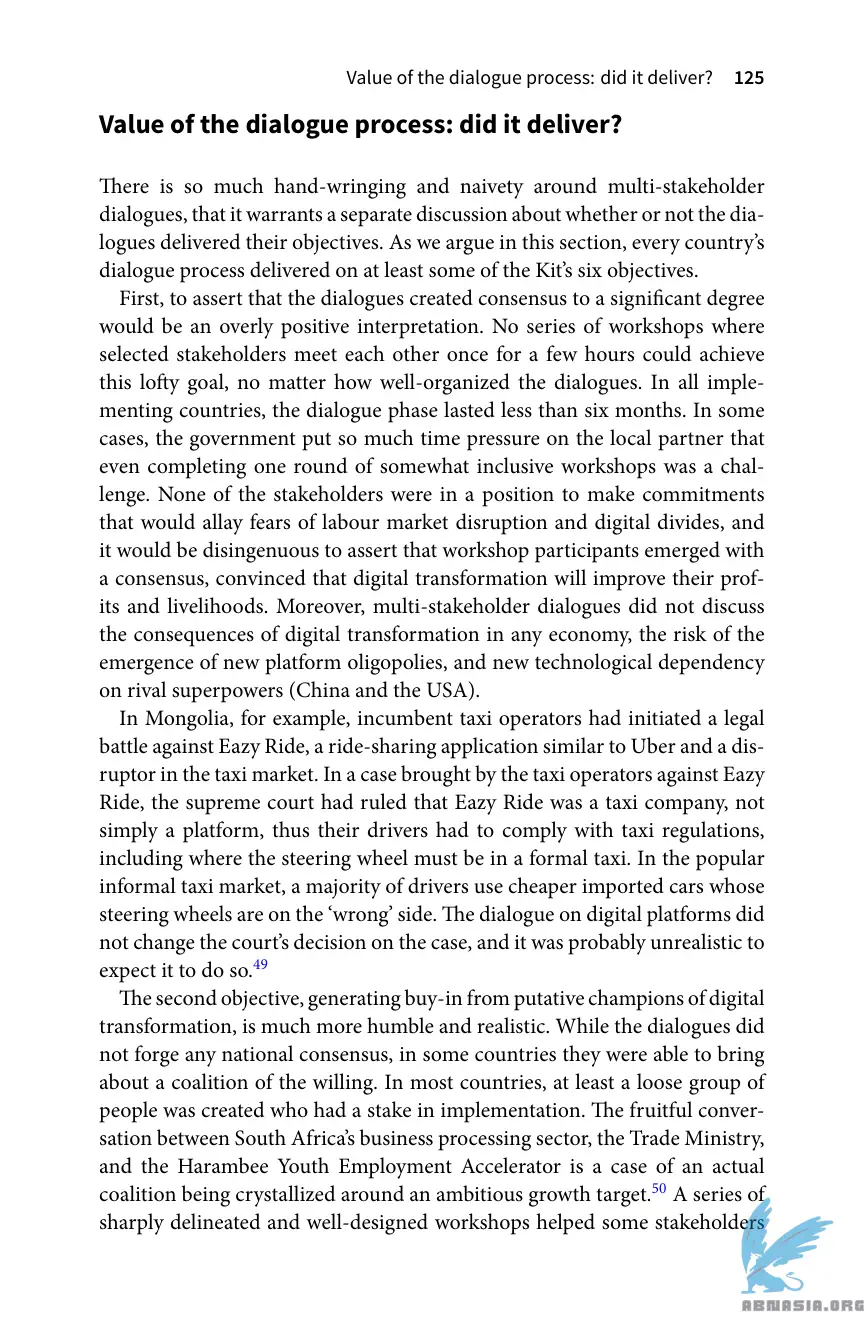 Value of the dialogue process: did it deliver? 125
Value of the dialogue process: did it deliver?
There is so much hand-wringing and naivety around multi-stakeholder
dialogues, that it warrants a separate discussion about whether or not the dia-
logues delivered their objectives. As we argue in this section, every country’s
dialogue process delivered on at least some of the Kit’s six objectives.
First, to assert that the dialogues created consensus to a significant degree
would be an overly positive interpretation. No series of workshops where
selected stakeholders meet each other once for a few hours could achieve
this lofty goal, no matter how well-organized the dialogues. In all imple-
menting countries, the dialogue phase lasted less than six months. In some
cases, the government put so much time pressure on the local partner that
even completing one round of somewhat inclusive workshops was a chal-
lenge. None of the stakeholders were in a position to make commitments
that would allay fears of labour market disruption and digital divides, and
it would be disingenuous to assert that workshop participants emerged with
a consensus, convinced that digital transformation will improve their prof-
its and livelihoods. Moreover, multi-stakeholder dialogues did not discuss
the consequences of digital transformation in any economy, the risk of the
emergence of new platform oligopolies, and new technological dependency
on rival superpowers (China and the USA).
In Mongolia, for example, incumbent taxi operators had initiated a legal
battle against Eazy Ride, a ride-sharing application similar to Uber and a dis-
ruptor in the taxi market. In a case brought by the taxi operators against Eazy
Ride, the supreme court had ruled that Eazy Ride was a taxi company, not
simply a platform, thus their drivers had to comply with taxi regulations,
including where the steering wheel must be in a formal taxi. In the popular
informal taxi market, a majority of drivers use cheaper imported cars whose
steering wheels are on the ‘wrong’ side. The dialogue on digital platforms did
not change the court’s decision on the case, and it was probably unrealistic to
expect it to do so.49
The second objective, generating buy-in from putative champions of digital
transformation, is much more humble and realistic. While the dialogues did
not forge any national consensus, in some countries they were able to bring
about a coalition of the willing. In most countries, at least a loose group of
people was created who had a stake in implementation. The fruitful conver-
sation between South Africa’s business processing sector, the Trade Ministry,
and the Harambee Youth Employment Accelerator is a case of an actual
coalition being crystallized around an ambitious growth target.50 A series of
sharply delineated and well-designed workshops helped some stakeholders
ABNASIA.ORG